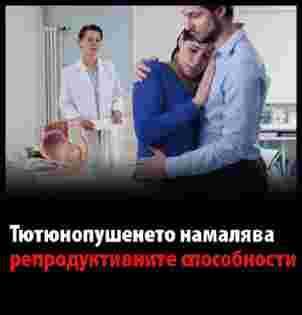 Тютюнопушенето намалява
репродуктивните способности